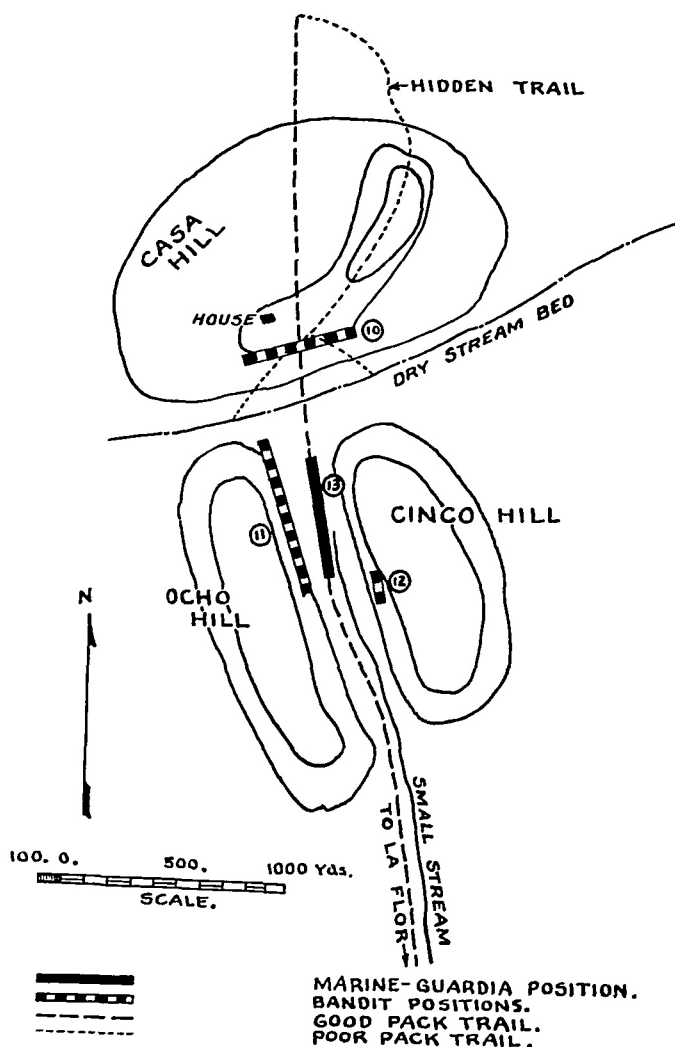 HIDDEN TRAIL
CASA
HILL
HOUSE
10
DRY STREAM BED
13
CINCO HILL
11
12
N
OCHO
HILL
SMALL STREAM
TO LA FLOR
100. 0. 500. 1000 Yds.
SCALE.
MARINE-GUARDIA POSITION.
BANDIT POSITIONS.
GOOD PACK TRAIL.
POOR PACK TRAIL.